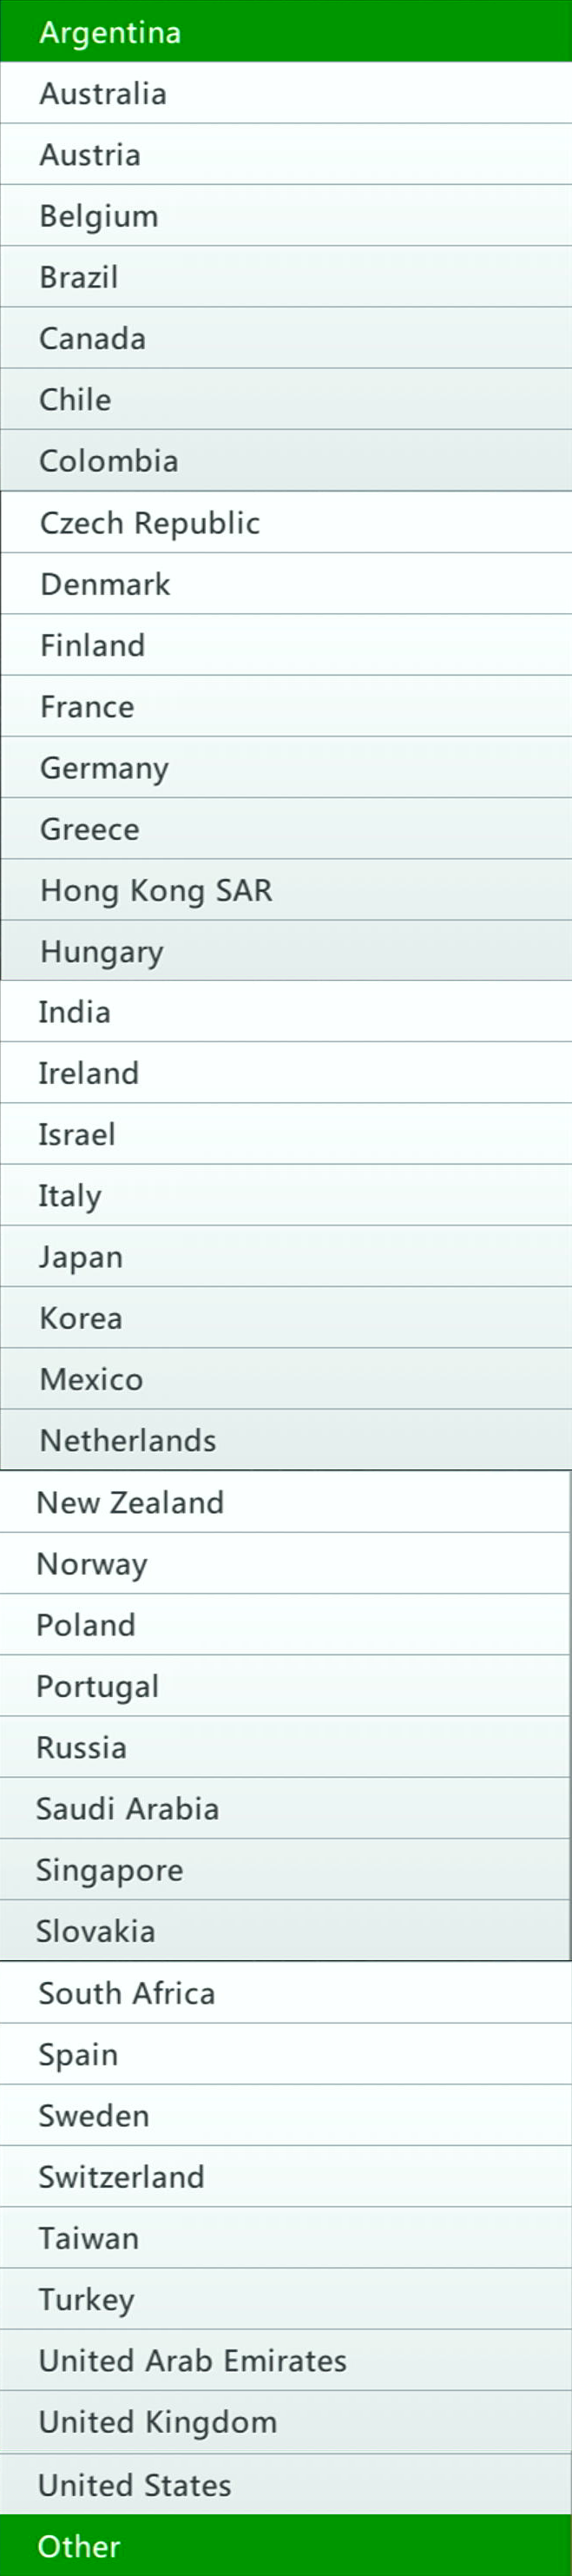 Argentina
Australia
Austria
Belgium
Brazil
Canada
Chile
Colombia
Czech Republic
Denmark
Finland
France
Germany
Greece
Hong Kong SAR
Hungary
India
Ireland
Israel
Italy
Japan
Korea
Mexico
Netherlands
New Zealand
Norway
Poland
Portugal
Russia
Saudi Arabia
Singapore
Slovakia
South Africa
Spain
Sweden
Switzerland
Taiwan
Turkey
United Arab Emirates
United Kingdom
United States
Other